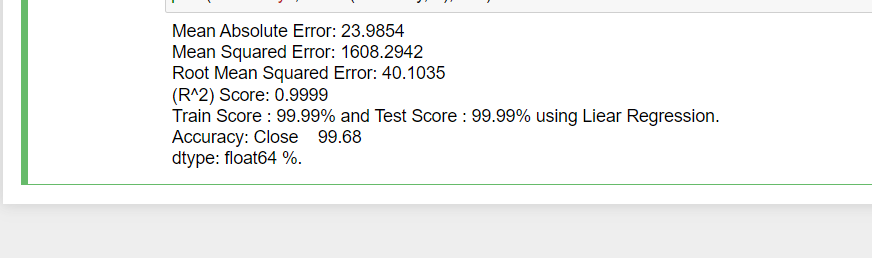 Mean Absolute Error: 23.9854
Mean Squared Error: 1608.2942
Root Mean Squared Error: 40.1035
(R^2) Score: 0.9999
Train Score : 99.99% and Test Score : 99.99% using Liear Regression.
Accuracy: Close    99.68
dtype: float64 %.